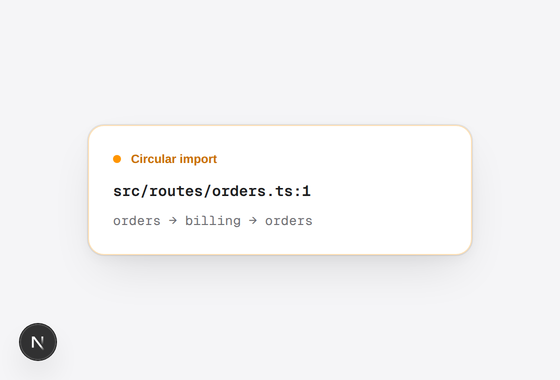 Circular import
src/routes/orders.ts:1
orders → billing → orders
N